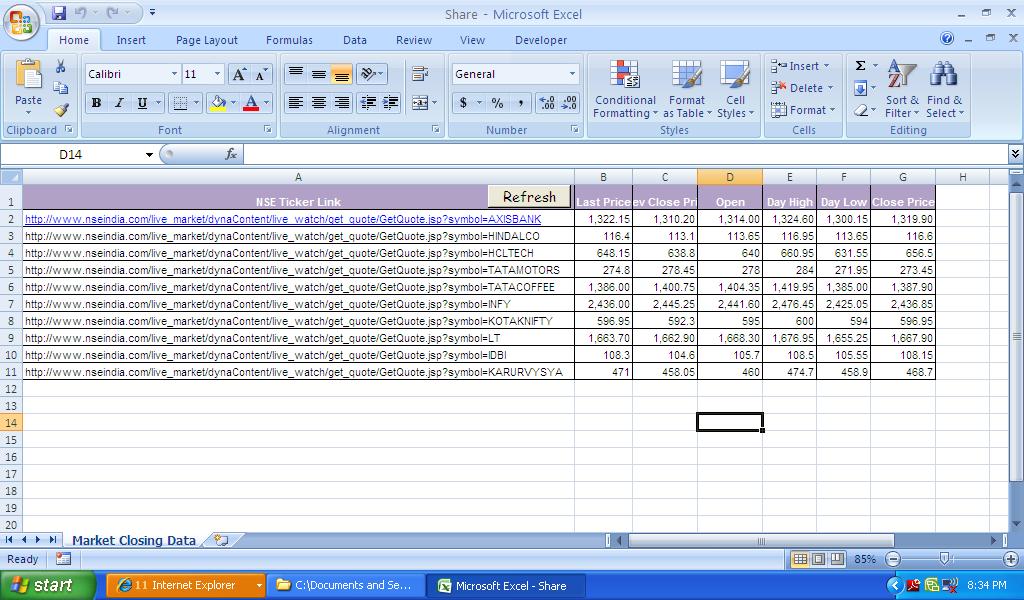 Share - Microsoft Excel
Home Insert Page Layout Formulas Data Review View Developer
Paste
Calibri 11
B I U
General
$ % ,
Conditional Formatting
Format as Table
Cell Styles
Insert
Delete
Format
Σ
Sort & Filter
Find & Select
Clipboard Font Alignment Number Styles Cells Editing
D14 fx
A B C D E F G H
1 NSE Ticker Link Refresh Last Price ev Close Pri Open Day High Day Low Close Price
2 http://www.nseindia.com/live_market/dynaContent/live_watch/get_quote/GetQuote.jsp?symbol=AXISBANK 1,322.15 1,310.20 1,314.00 1,324.60 1,300.15 1,319.90
3 http://www.nseindia.com/live_market/dynaContent/live_watch/get_quote/GetQuote.jsp?symbol=HINDALCO 116.4 113.1 113.65 116.95 113.65 116.6
4 http://www.nseindia.com/live_market/dynaContent/live_watch/get_quote/GetQuote.jsp?symbol=HCLTECH 648.15 638.8 640 660.95 631.55 656.5
5 http://www.nseindia.com/live_market/dynaContent/live_watch/get_quote/GetQuote.jsp?symbol=TATAMOTORS 274.8 278.45 278 284 271.95 273.45
6 http://www.nseindia.com/live_market/dynaContent/live_watch/get_quote/GetQuote.jsp?symbol=TATACOFFEE 1,386.00 1,400.75 1,404.35 1,419.95 1,385.00 1,387.90
7 http://www.nseindia.com/live_market/dynaContent/live_watch/get_quote/GetQuote.jsp?symbol=INFY 2,436.00 2,445.25 2,441.60 2,476.45 2,425.05 2,436.85
8 http://www.nseindia.com/live_market/dynaContent/live_watch/get_quote/GetQuote.jsp?symbol=KOTAKNIFTY 596.95 592.3 595 600 594 596.95
9 http://www.nseindia.com/live_market/dynaContent/live_watch/get_quote/GetQuote.jsp?symbol=LT 1,663.70 1,662.90 1,668.30 1,676.95 1,655.25 1,667.90
10 http://www.nseindia.com/live_market/dynaContent/live_watch/get_quote/GetQuote.jsp?symbol=IDBI 108.3 104.6 105.7 108.5 105.55 108.15
11 http://www.nseindia.com/live_market/dynaContent/live_watch/get_quote/GetQuote.jsp?symbol=KARURVYSYA 471 458.05 460 474.7 458.9 468.7
12
13
14
15
16
17
18
19
20
Market Closing Data
Ready 85%
start 11 Internet Explorer C:\Documents and Se... Microsoft Excel - Share 8:34 PM